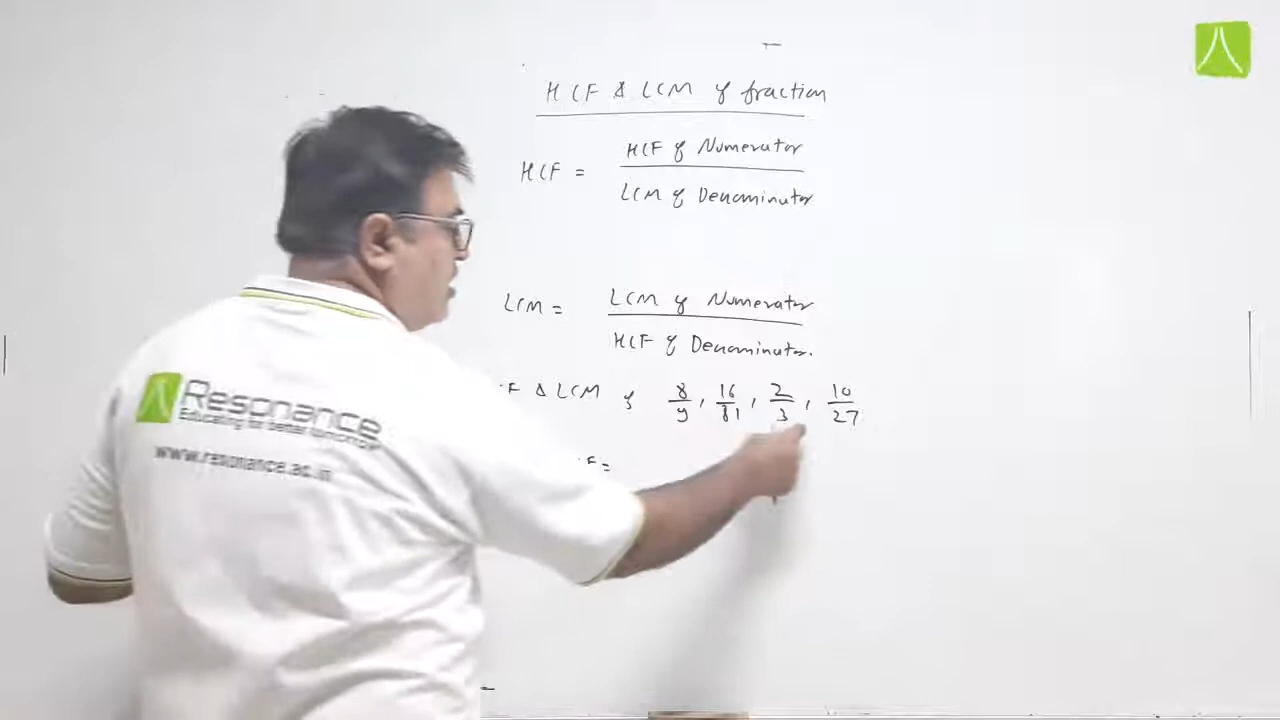 HCF & LCM of fraction
HCF = HCF of Numerator
LCM of Denominator
LCM = LCM of Numerator
HCF of Denominator.
F & LCM of 8/9, 16/81, 2/3, 10/27
F =
Resonance
Educating for better tomorrow
www.resonance.ac.in